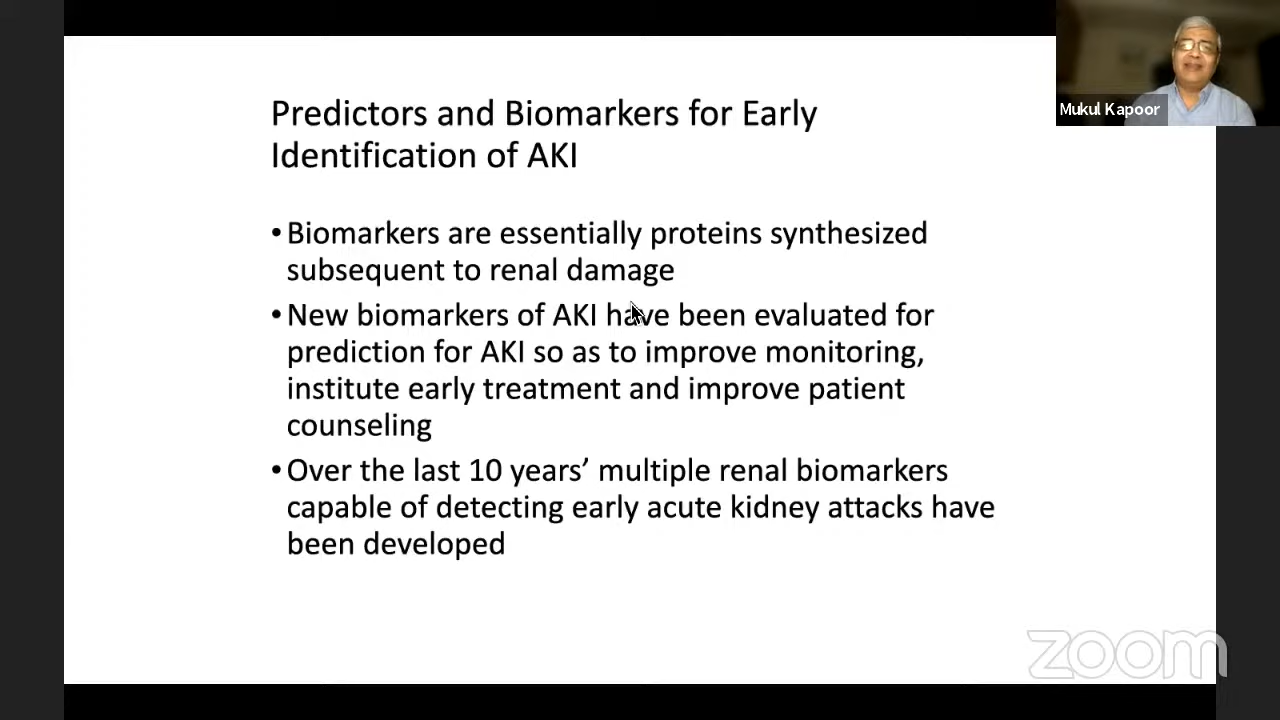 Predictors and Biomarkers for Early
Identification of AKI
•Biomarkers are essentially proteins synthesized
subsequent to renal damage
•New biomarkers of AKI have been evaluated for
prediction for AKI so as to improve monitoring,
institute early treatment and improve patient
counseling
•Over the last 10 years’ multiple renal biomarkers
capable of detecting early acute kidney attacks have
been developed
Mukul Kapoor
zoom